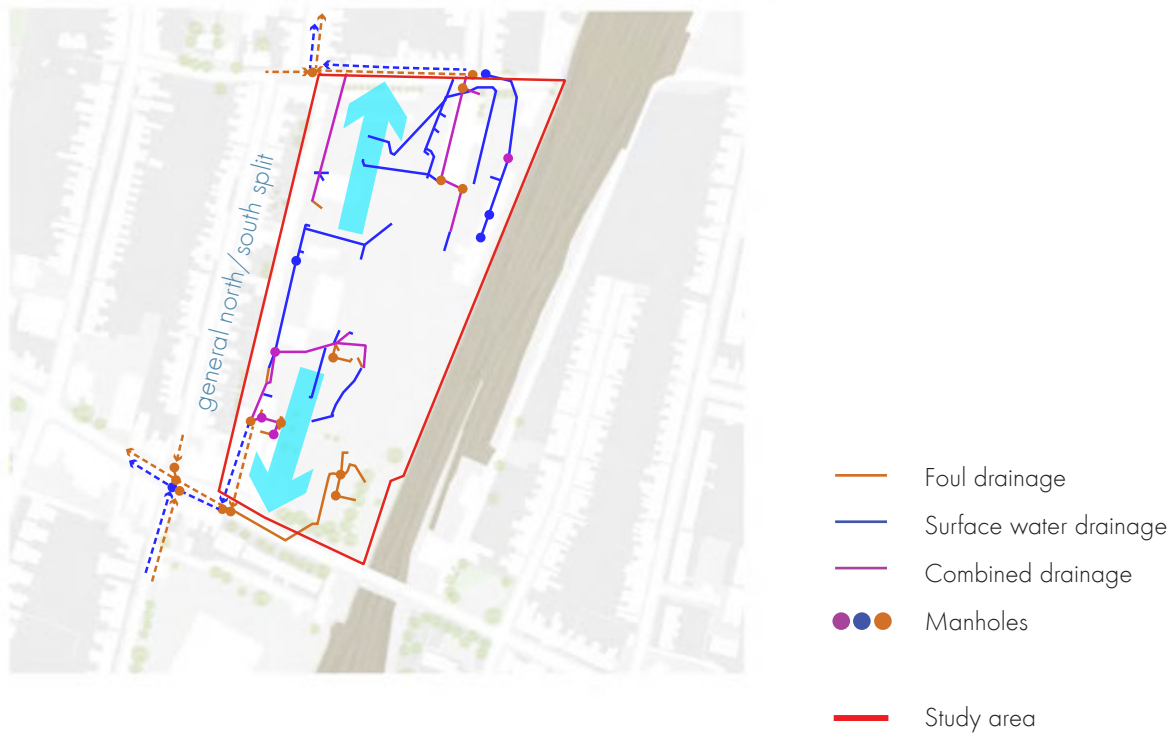 general north/south split
Foul drainage
Surface water drainage
Combined drainage
Manholes
Study area